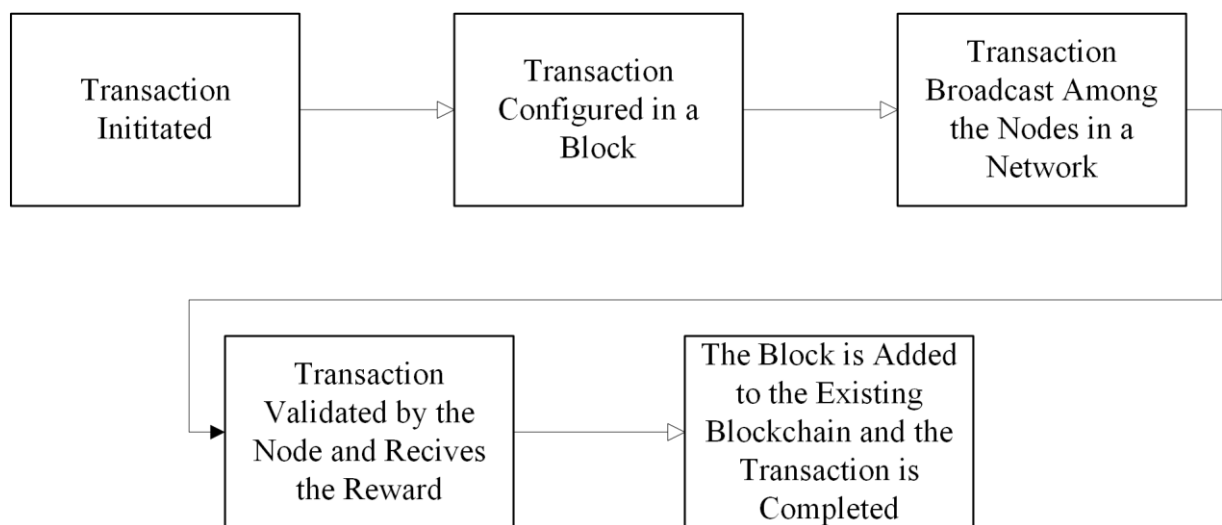 Transaction
Inititated
Transaction
Configured in a
Block
Transaction
Broadcast Among
the Nodes in a
Network
Transaction
Validated by the
Node and Recives
the Reward
The Block is Added
to the Existing
Blockchain and the
Transaction is
Completed